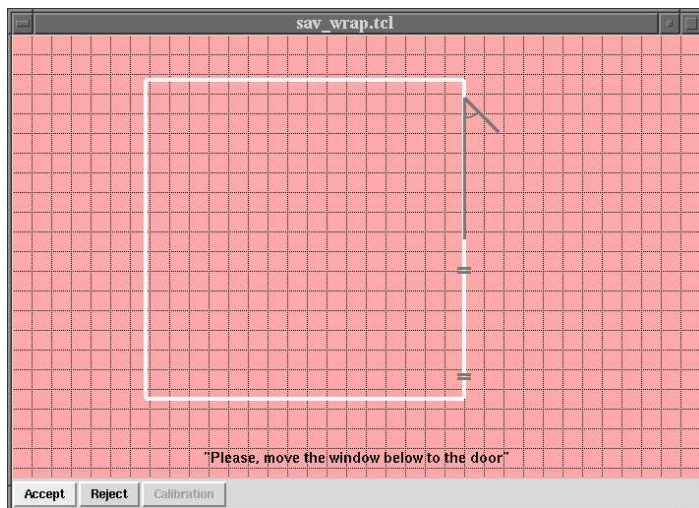 sav_wrap.tcl
"Please, move the window below to the door"
Accept Reject Calibration